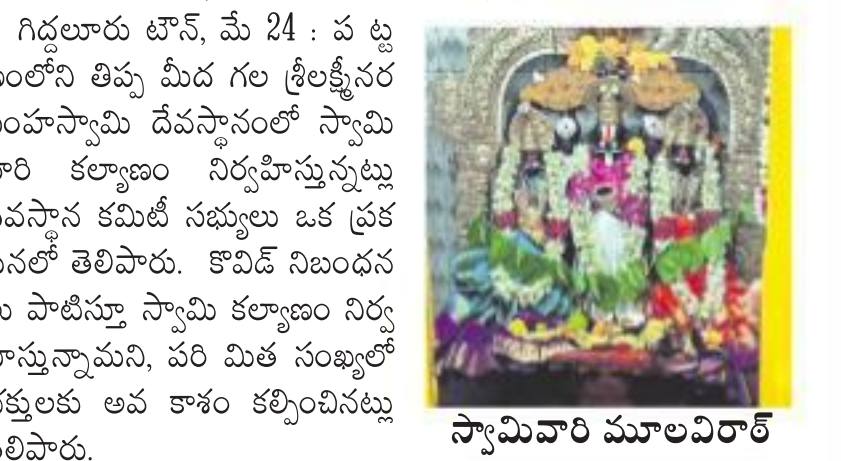 గిద్దలూరు టౌన్, మే 24 : ప ట్ట
ంలోని తిప్ప మీద గల శ్రీలక్ష్మీనర
ంహస్వామి దేవస్థానంలో స్వామి
ారి కల్యాణం నిర్వహిస్తున్నట్లు
వస్థాన కమిటీ సభ్యులు ఒక ప్రక
నలో తెలిపారు. కొవిడ్ నిబంధన
ు పాటిస్తూ స్వామి కల్యాణం నిర్వ
ిస్తున్నామని, పరి మిత సంఖ్యలో
క్తులకు అవ కాశం కల్పించినట్లు
లిపారు.
స్వామివారి మూలవిరాఠ్